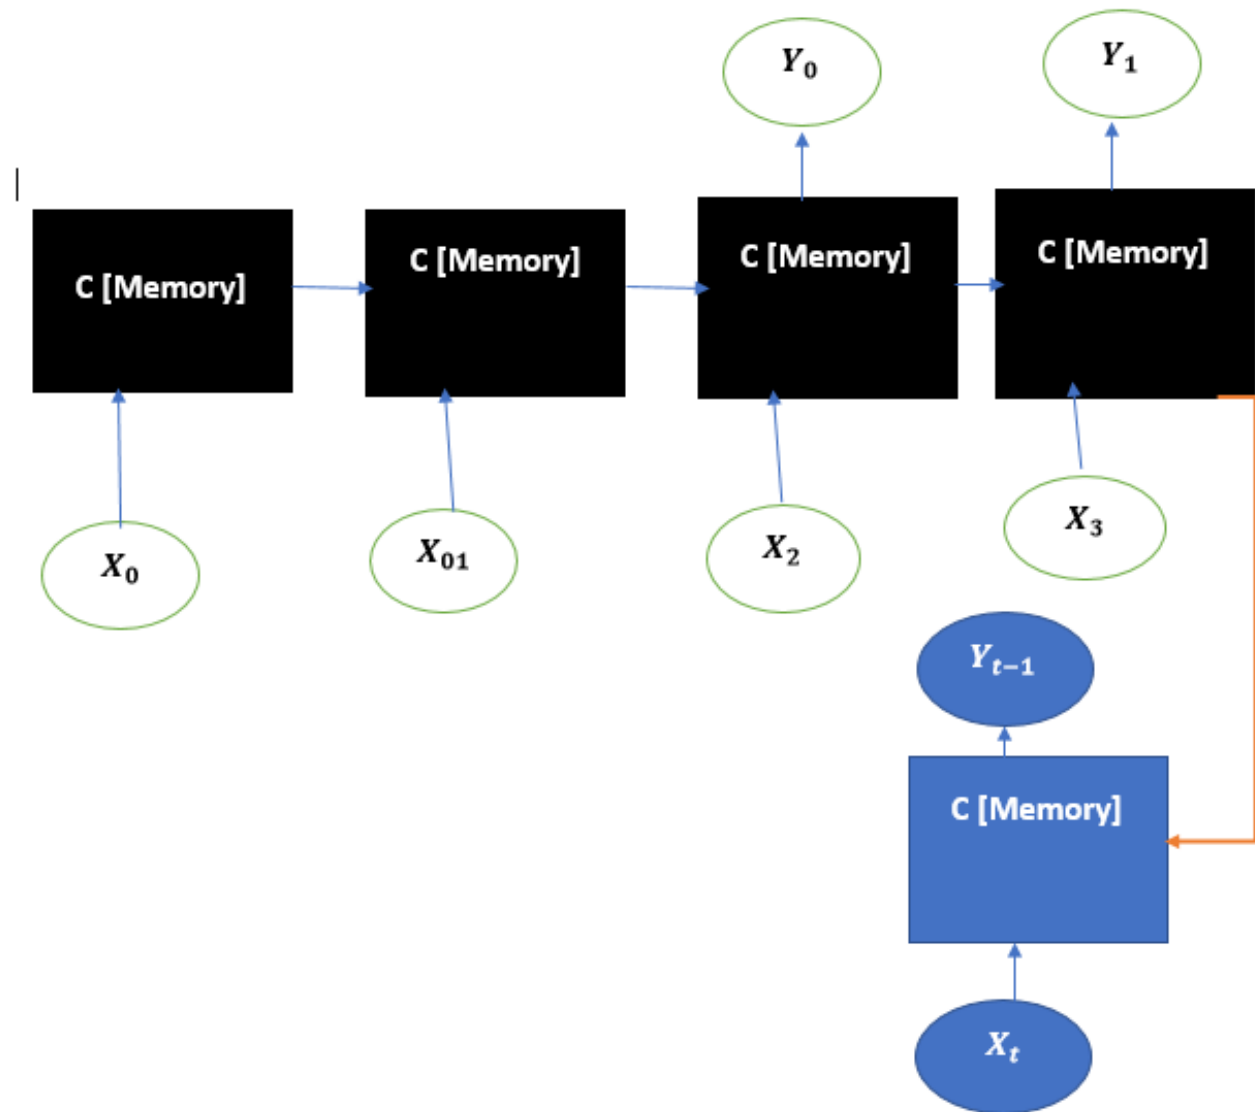 Y₀
Y₁
C [Memory]
C [Memory]
C [Memory]
C [Memory]
X₀
X₀₁
X₂
X₃
Yₜ₋₁
C [Memory]
Xₜ